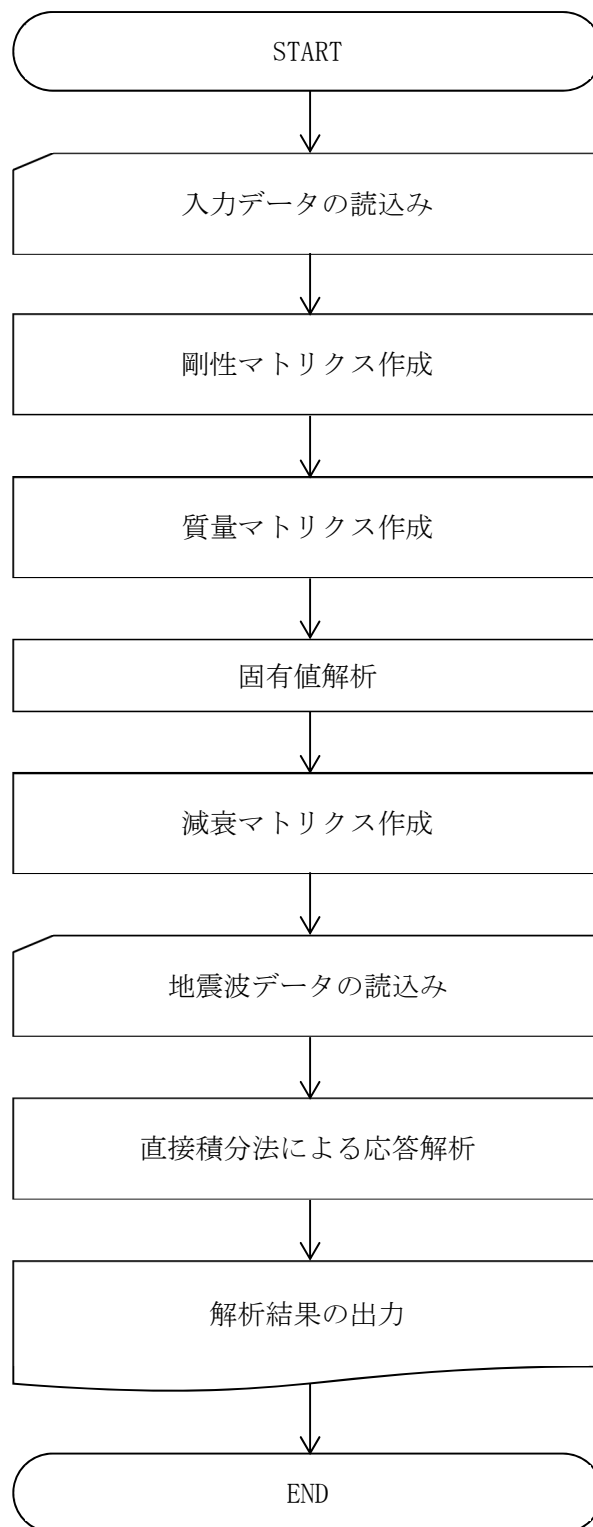 START
入力データの読込み
剛性マトリクス作成
質量マトリクス作成
固有値解析
減衰マトリクス作成
地震波データの読込み
直接積分法による応答解析
解析結果の出力
END